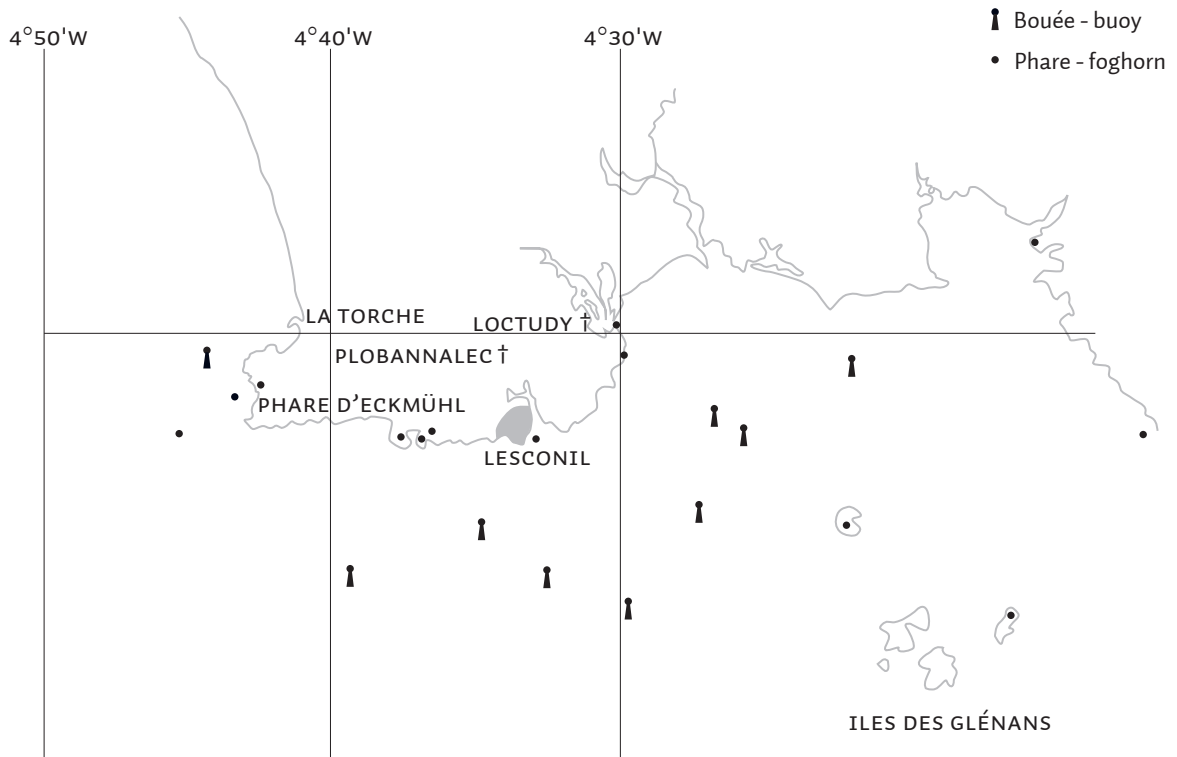 Bouée - buoy
4°50'W 4°40'W 4°30'W
Phare - foghorn
LA TORCHE
LOCTUDY †
PLOBANNALEC †
PHARE D'ECKMÜHL
LESCONIL
ILES DES GLÉNANS